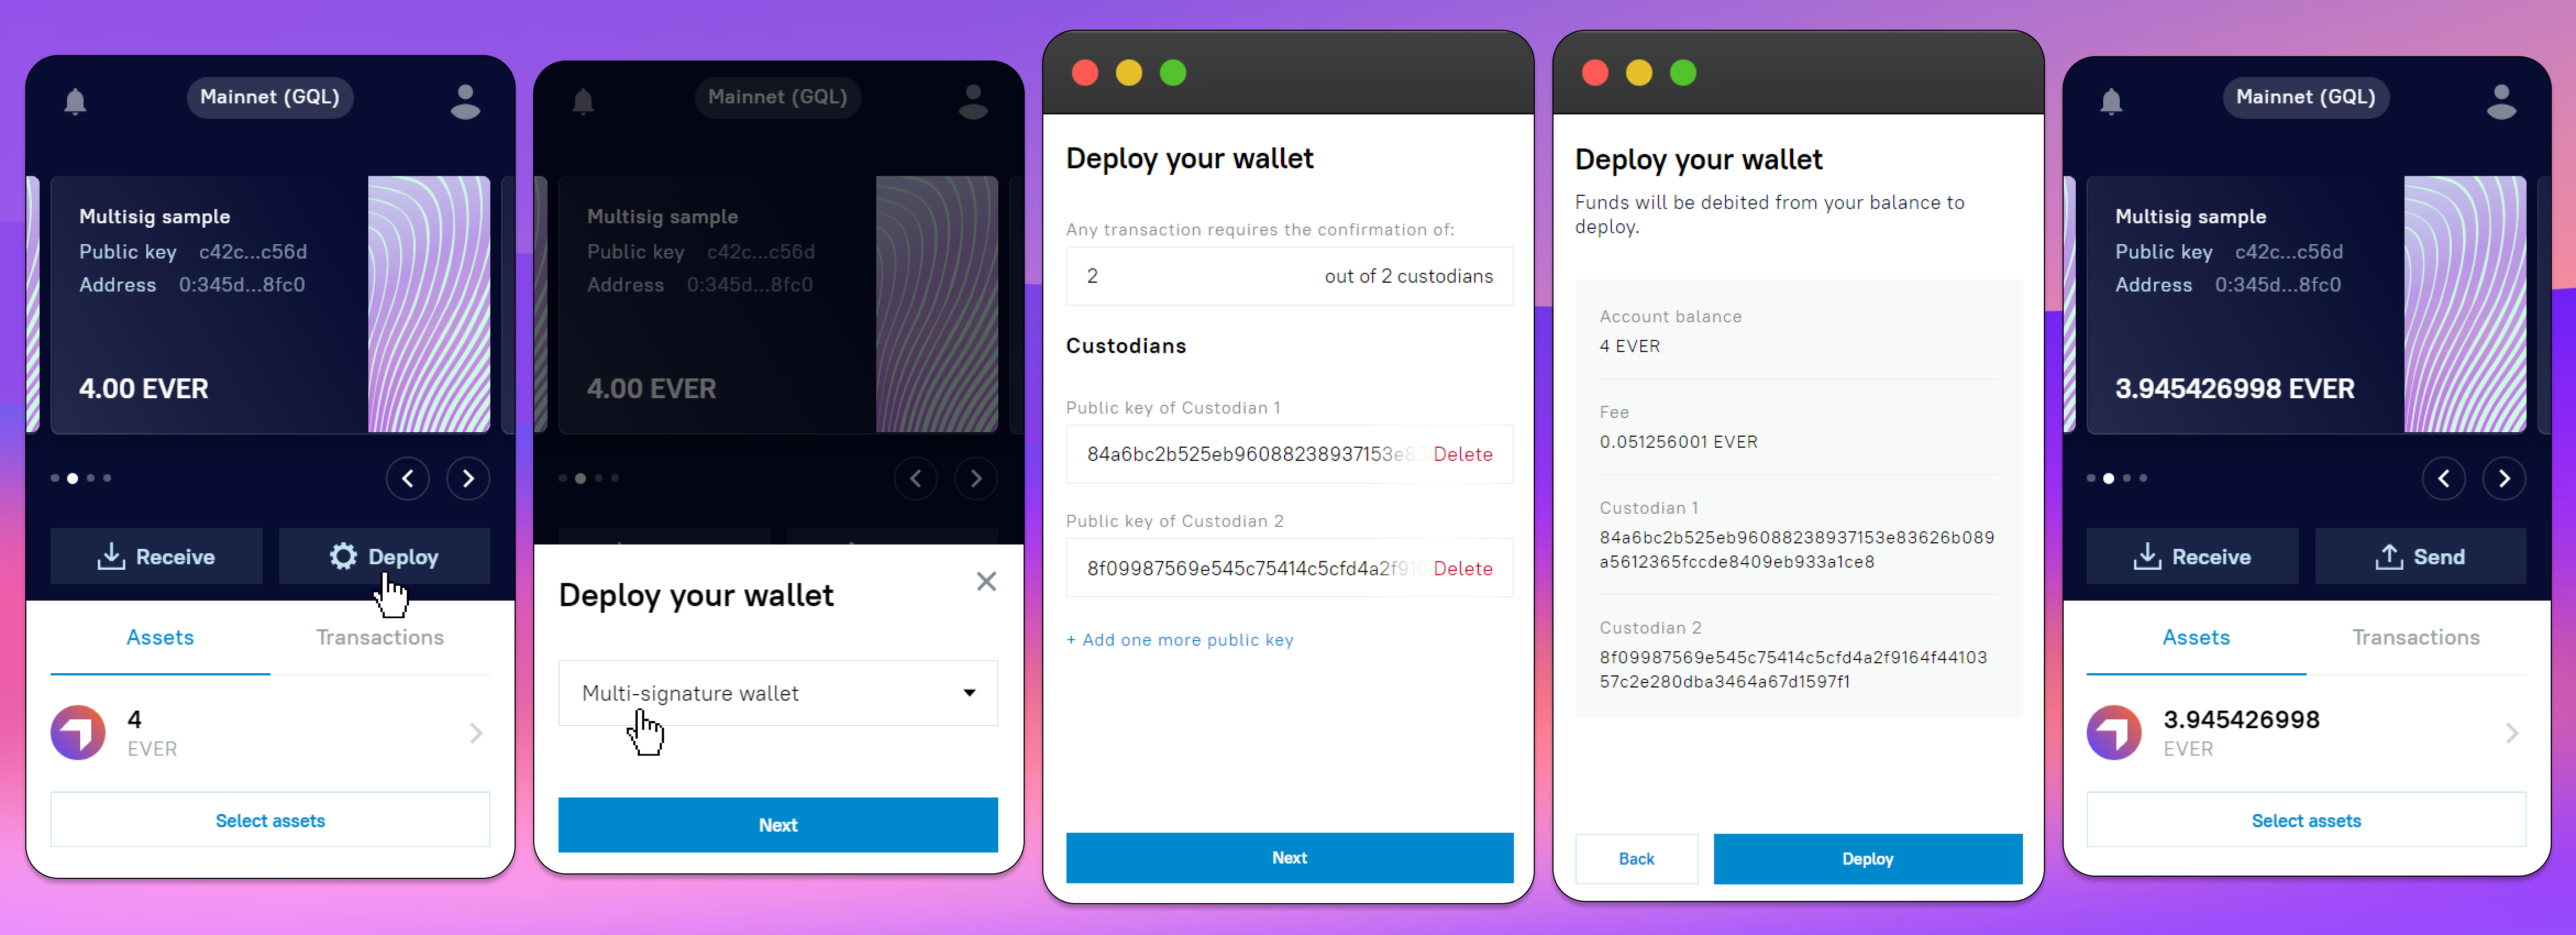 Mainnet (GQL)
Multisig sample
Public key c42c...c56d
Address 0:345d...8fc0
4.00 EVER
Receive
Deploy
Assets
Transactions
4
EVER
Select assets
Mainnet (GQL)
Multisig sample
Public key c42c...c56d
Address 0:345d...8fc0
4.00 EVER
Deploy your wallet
Multi-signature wallet
Next
Deploy your wallet
Any transaction requires the confirmation of:
2 out of 2 custodians
Custodians
Public key of Custodian 1
84a6bc2b525eb96088238937153e83 Delete
Public key of Custodian 2
8f09987569e545c75414c5cfd4a2f916 Delete
+ Add one more public key
Next
Deploy your wallet
Funds will be debited from your balance to
deploy.
Account balance
4 EVER
Fee
0.051256001 EVER
Custodian 1
84a6bc2b525eb96088238937153e83626b089
a5612365fccde8409eb933a1ce8
Custodian 2
8f09987569e545c75414c5cfd4a2f9164f44103
57c2e280dba3464a67d1597f1
Back
Deploy
Mainnet (GQL)
Multisig sample
Public key c42c...c56d
Address 0:345d...8fc0
3.945426998 EVER
Receive
Send
Assets
Transactions
3.945426998
EVER
Select assets